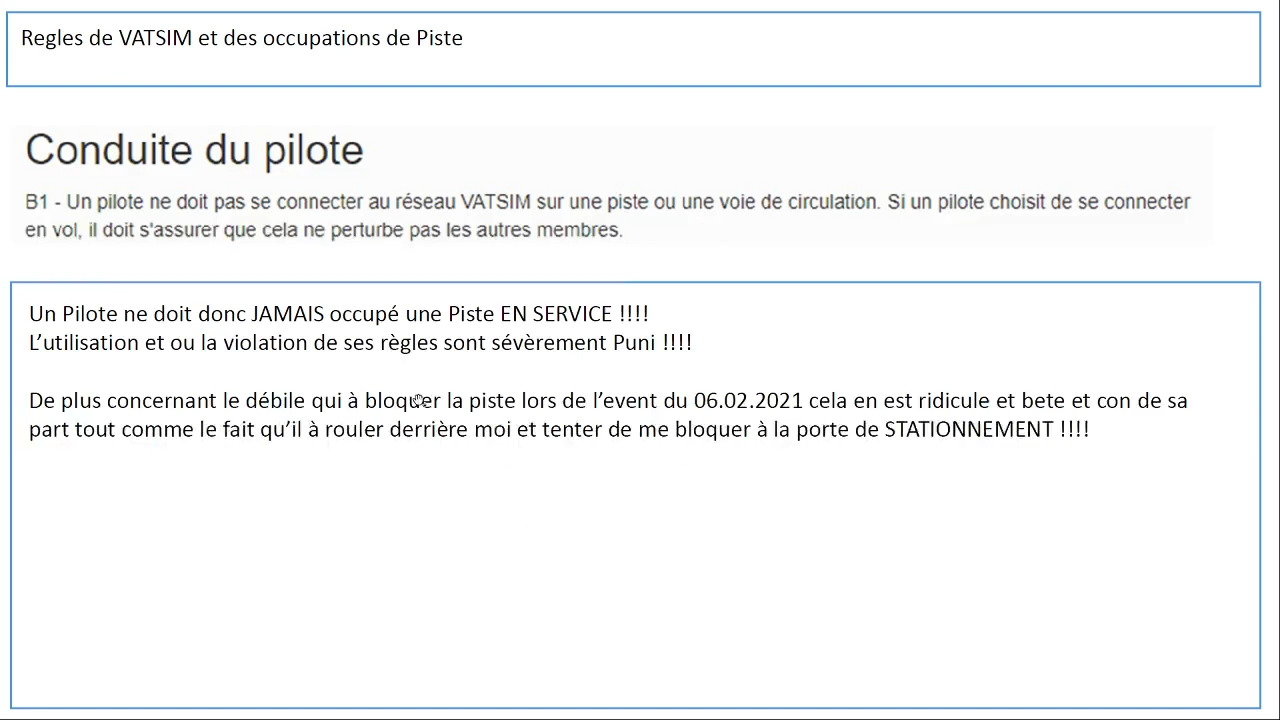 Regles de VATSIM et des occupations de Piste
Conduite du pilote
B1 - Un pilote ne doit pas se connecter au réseau VATSIM sur une piste ou une voie de circulation. Si un pilote choisit de se connecter
en vol, il doit s'assurer que cela ne perturbe pas les autres membres.
Un Pilote ne doit donc JAMAIS occupé une Piste EN SERVICE !!!!
L’utilisation et ou la violation de ses règles sont sévèrement Puni !!!!
De plus concernant le débile qui à bloquer la piste lors de l’event du 06.02.2021 cela en est ridicule et bete et con de sa
part tout comme le fait qu’il à rouler derrière moi et tenter de me bloquer à la porte de STATIONNEMENT !!!!